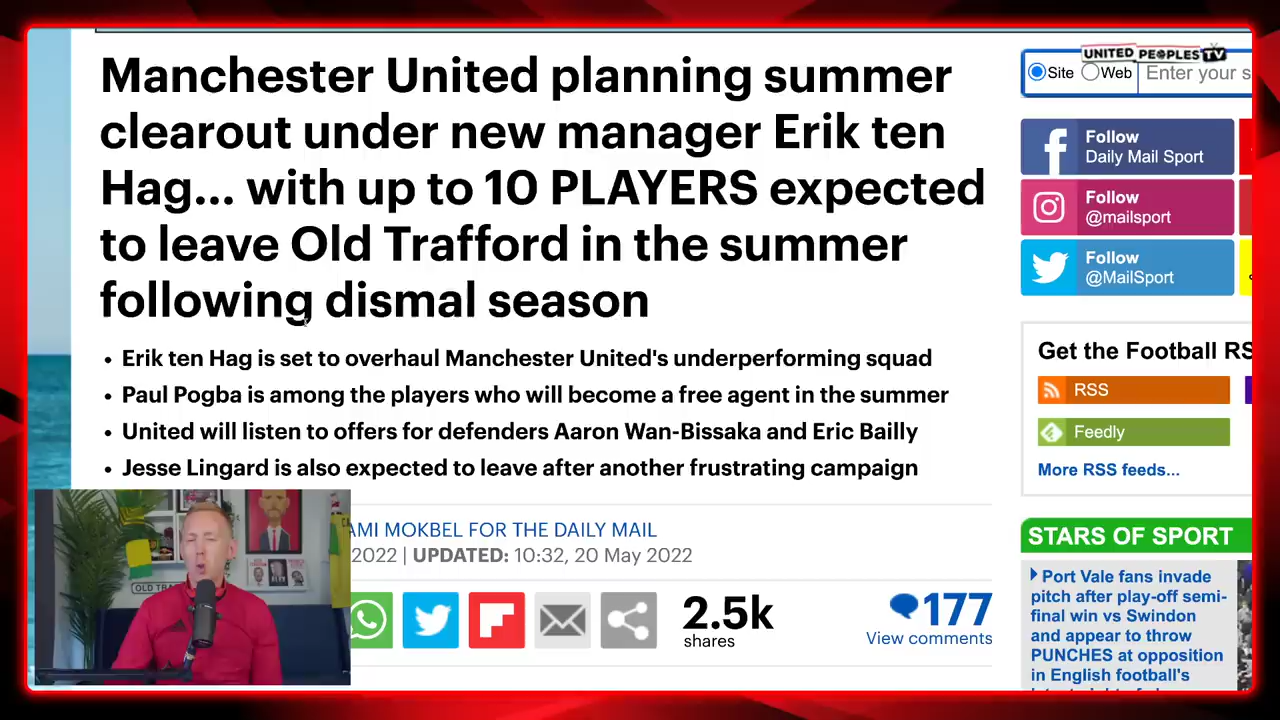 Manchester United planning summer
clearout under new manager Erik ten
Hag... with up to 10 PLAYERS expected
to leave Old Trafford in the summer
following dismal season
• Erik ten Hag is set to overhaul Manchester United's underperforming squad
• Paul Pogba is among the players who will become a free agent in the summer
• United will listen to offers for defenders Aaron Wan-Bissaka and Eric Bailly
• Jesse Lingard is also expected to leave after another frustrating campaign
AMI MOKBEL FOR THE DAILY MAIL
2022 | UPDATED: 10:32, 20 May 2022
2.5k
shares
177
View comments
UNITED PEOPLES TV
Site Web Enter your s
Follow
Daily Mail Sport
Follow
@mailsport
Follow
@MailSport
Get the Football RS
RSS
Feedly
More RSS feeds...
STARS OF SPORT
Port Vale fans invade
pitch after play-off semi-
final win vs Swindon
and appear to throw
PUNCHES at opposition
in English football's
OLD TRA